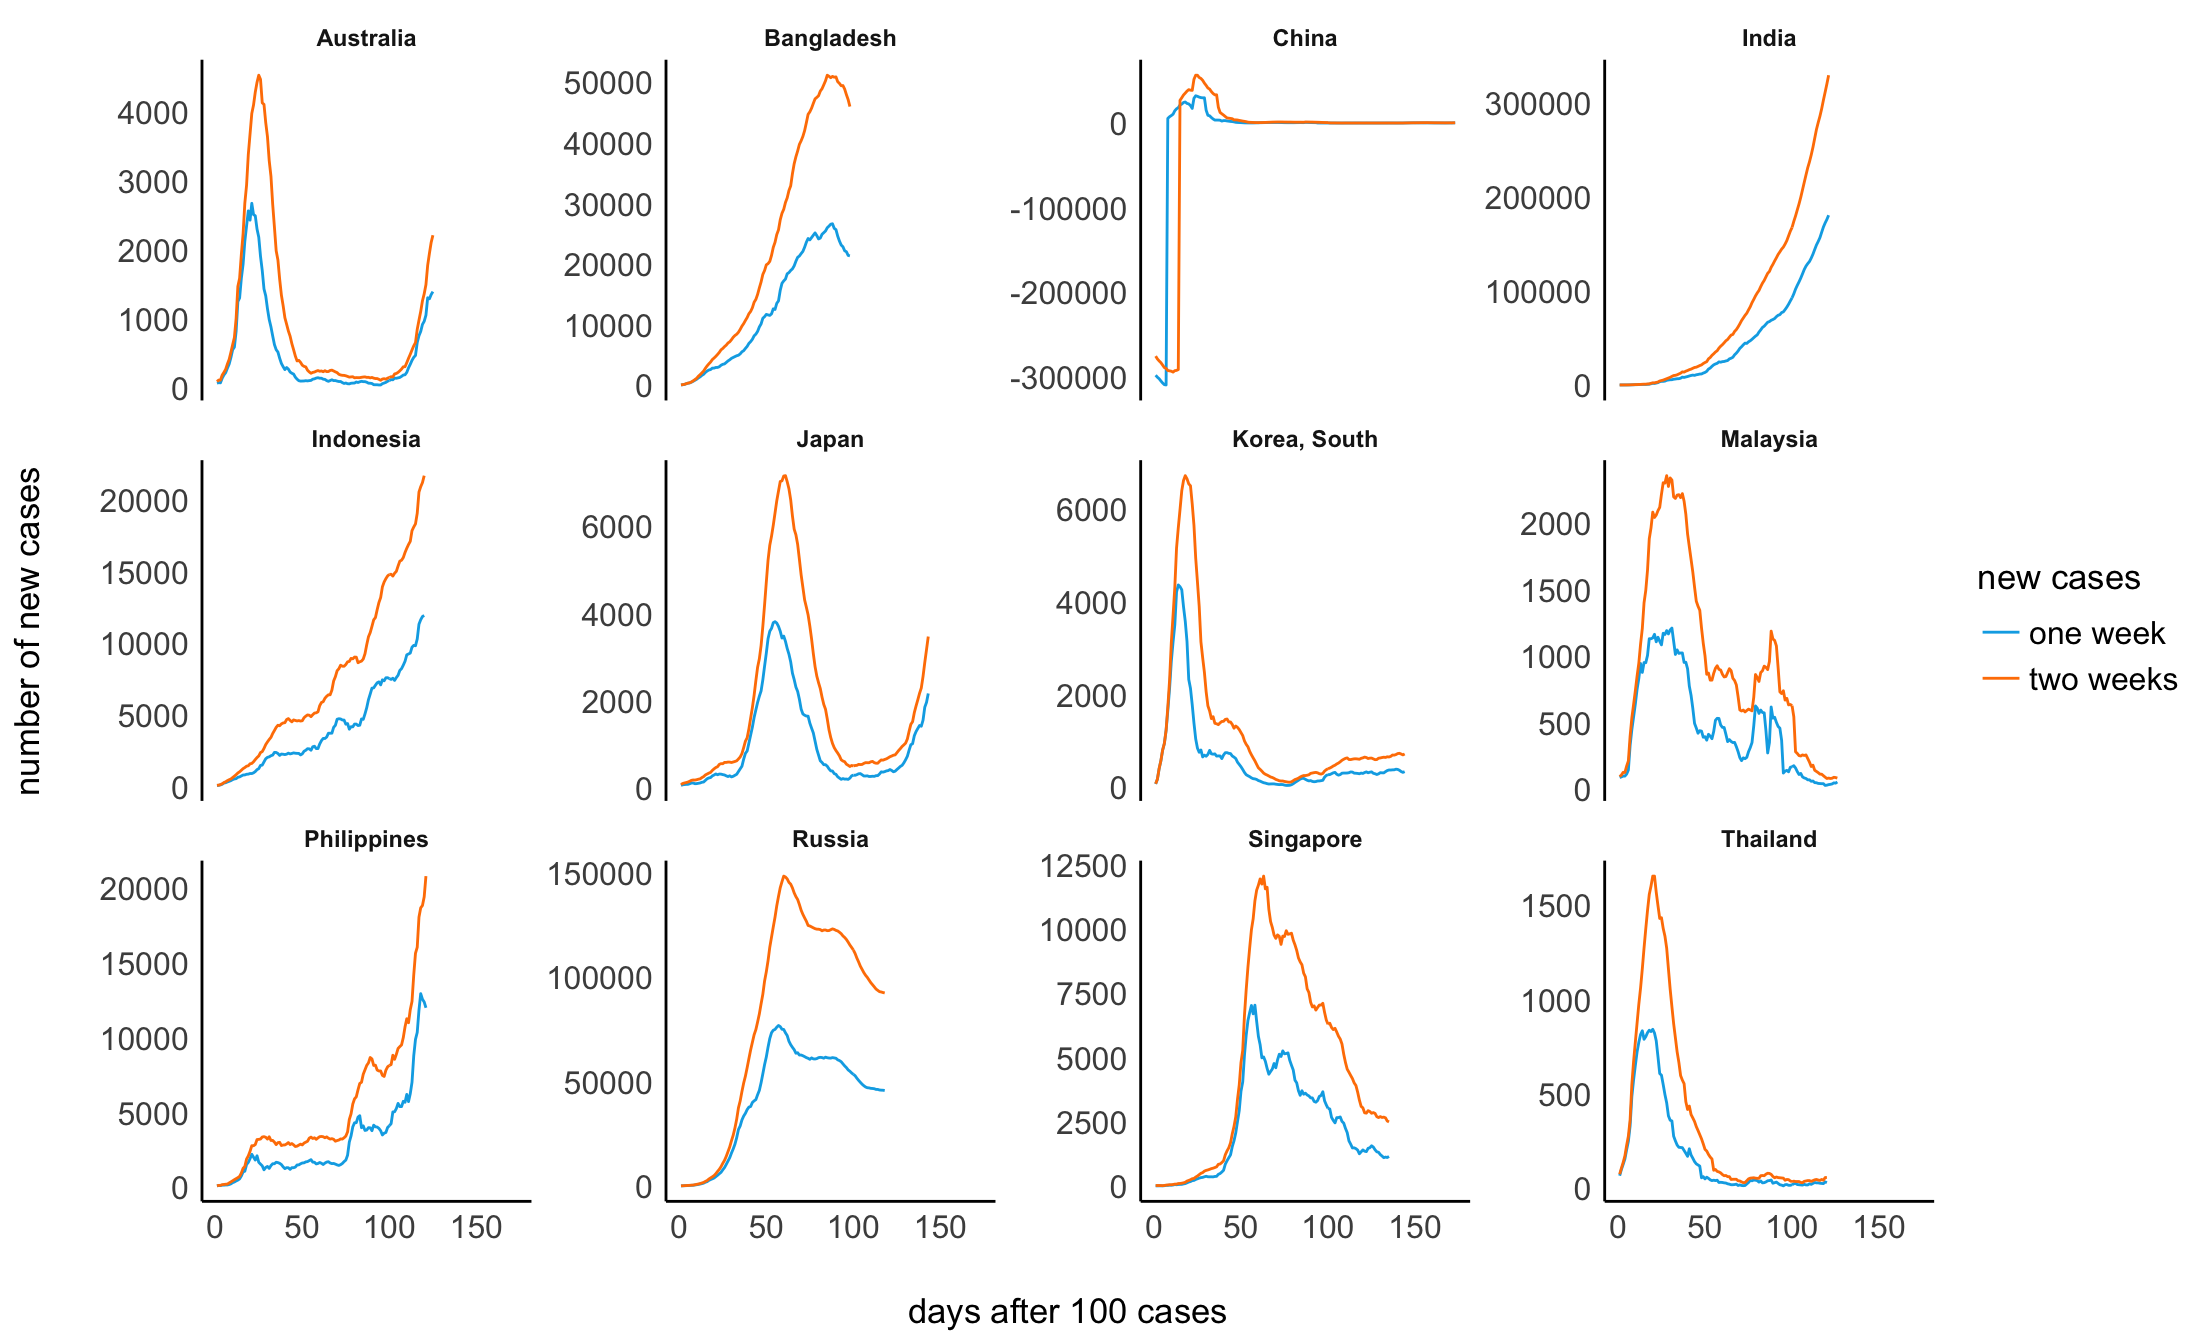 Australia
Bangladesh
China
India
4000
3000
2000
1000
0
50000
40000
30000
20000
10000
0
0
-100000
-200000
-300000
300000
200000
100000
0
Indonesia
Japan
Korea, South
Malaysia
20000
15000
10000
5000
0
6000
4000
2000
0
6000
4000
2000
0
2000
1500
1000
500
0
Philippines
Russia
Singapore
Thailand
20000
15000
10000
5000
0
150000
100000
50000
0
12500
10000
7500
5000
2500
0
1500
1000
500
0
0 50 100 150
0 50 100 150
0 50 100 150
0 50 100 150
number of new cases
days after 100 cases
new cases
one week
two weeks